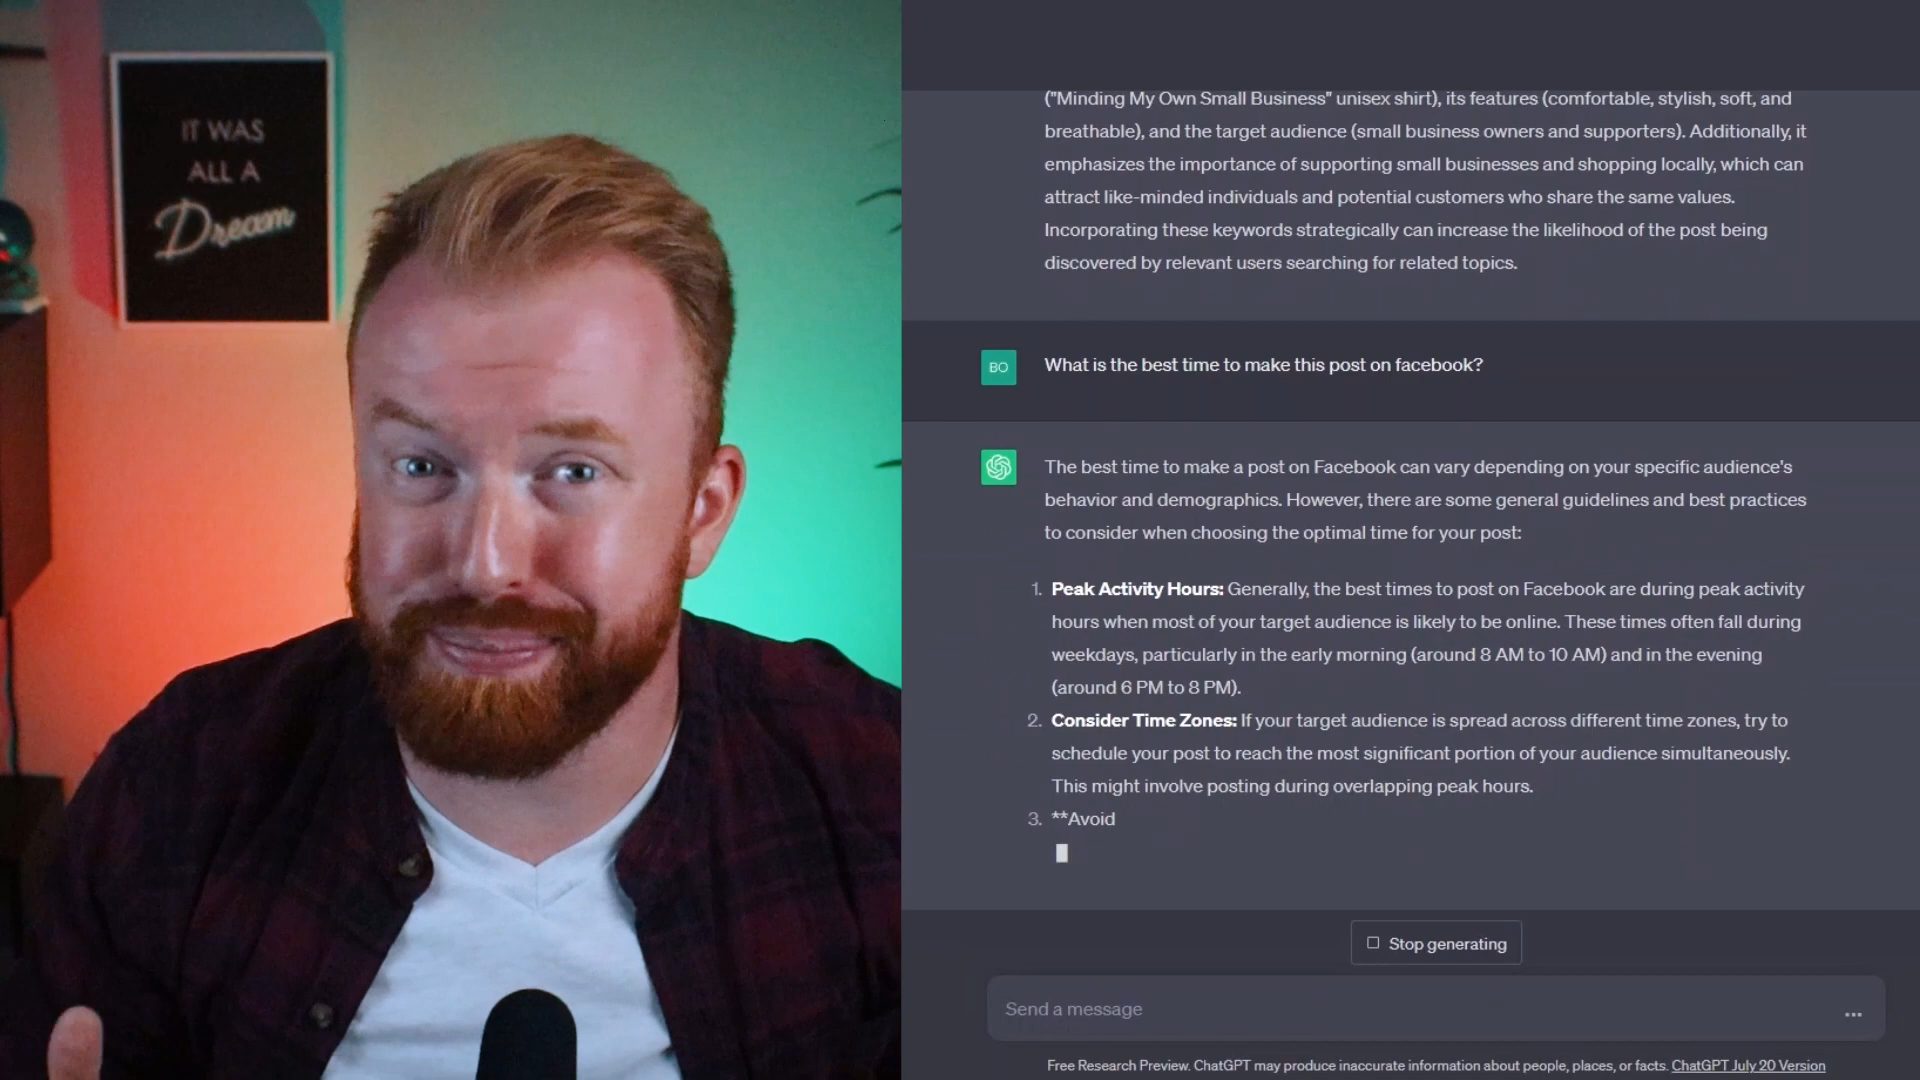 IT WAS
ALL A
Dream
("Minding My Own Small Business" unisex shirt), its features (comfortable, stylish, soft, and
breathable), and the target audience (small business owners and supporters). Additionally, it
emphasizes the importance of supporting small businesses and shopping locally, which can
attract like-minded individuals and potential customers who share the same values.
Incorporating these keywords strategically can increase the likelihood of the post being
discovered by relevant users searching for related topics.
BO
What is the best time to make this post on facebook?
The best time to make a post on Facebook can vary depending on your specific audience's
behavior and demographics. However, there are some general guidelines and best practices
to consider when choosing the optimal time for your post:
1. Peak Activity Hours: Generally, the best times to post on Facebook are during peak activity
hours when most of your target audience is likely to be online. These times often fall during
weekdays, particularly in the early morning (around 8 AM to 10 AM) and in the evening
(around 6 PM to 8 PM).
2. Consider Time Zones: If your target audience is spread across different time zones, try to
schedule your post to reach the most significant portion of your audience simultaneously.
This might involve posting during overlapping peak hours.
3. **Avoid
Stop generating
Send a message
...
Free Research Preview. ChatGPT may produce inaccurate information about people, places, or facts. ChatGPT July 20 Version